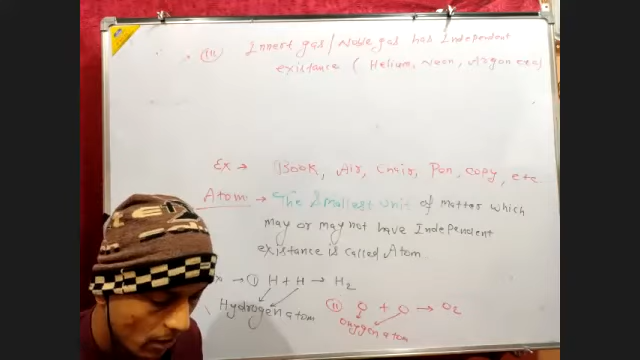 (iii) Innert gas/Noble gas has Independent
existance ( Helium, Neon, Argon etc)
Ex → Book, Air, Chair, Pen, copy, etc
Atom → The Smallest unit of matter which
may or may not have Independent
existance is called Atom.
→ (i) H + H → H2
Hydrogen atom
(ii) O + O → O2
Oxygen atom